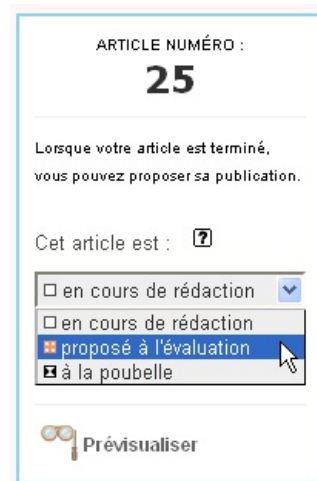 ARTICLE NUMÉRO :
25
Lorsque votre article est terminé,
vous pouvez proposer sa publication.
Cet article est : ?
en cours de rédaction
en cours de rédaction
proposé à l'évaluation
à la poubelle
Prévisualiser